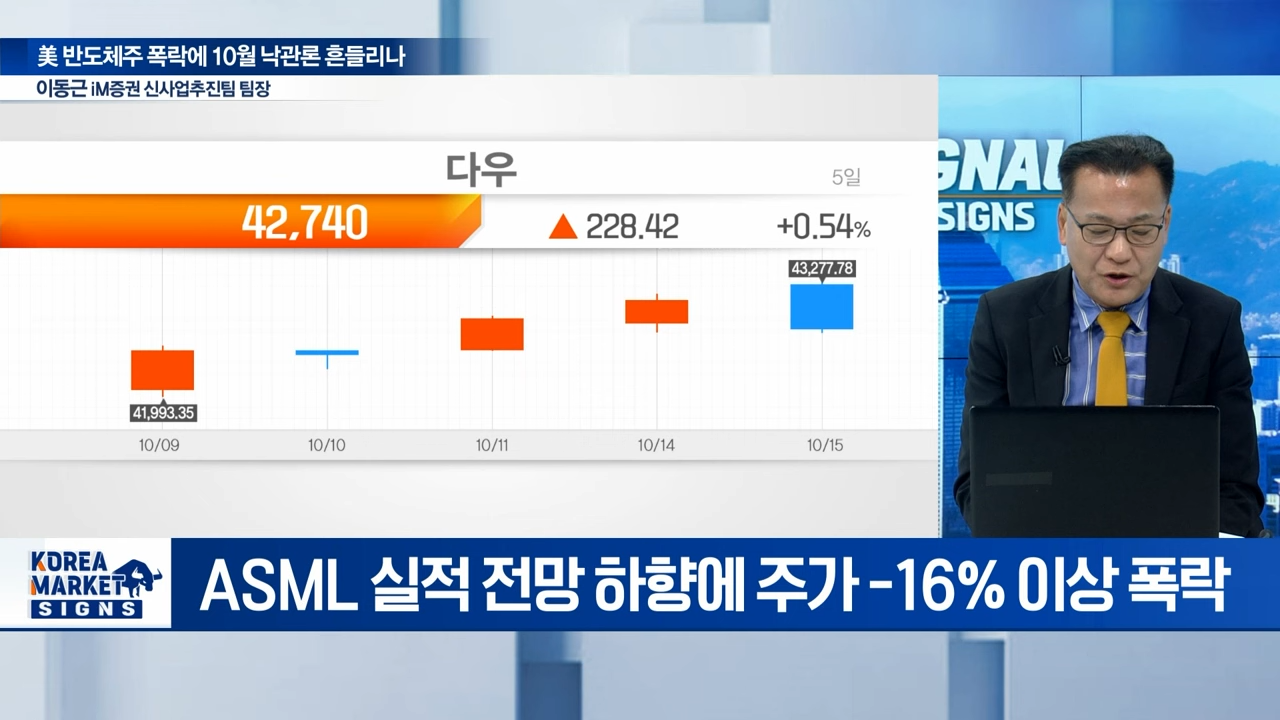 美 반도체주 폭락에 10월 낙관론 흔들리나
이동근 iM증권 신사업추진팀 팀장
다우
5일
42,740 ▲ 228.42 +0.54%
43,277.78
41,993.35
10/09 10/10 10/11 10/14 10/15
GNAL
SIGNS
KOREA
MARKET
SIGNS
ASML 실적 전망 하향에 주가 -16% 이상 폭락